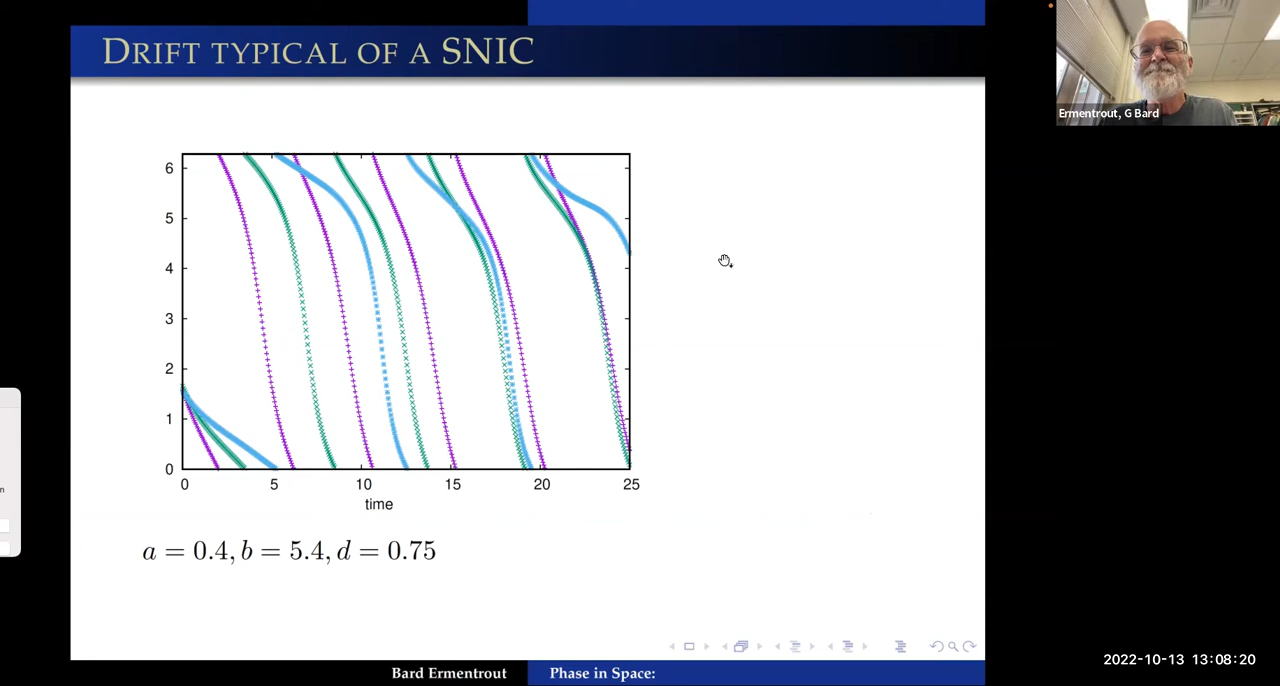 DRIFT TYPICAL OF A SNIC
Ermentrout, G Bard
6
5
4
3
2
1
0
0 5 10 15 20 25
time
a = 0.4, b = 5.4, d = 0.75
n
Bard Ermentrout Phase in Space:
2022-10-13 13:08:20